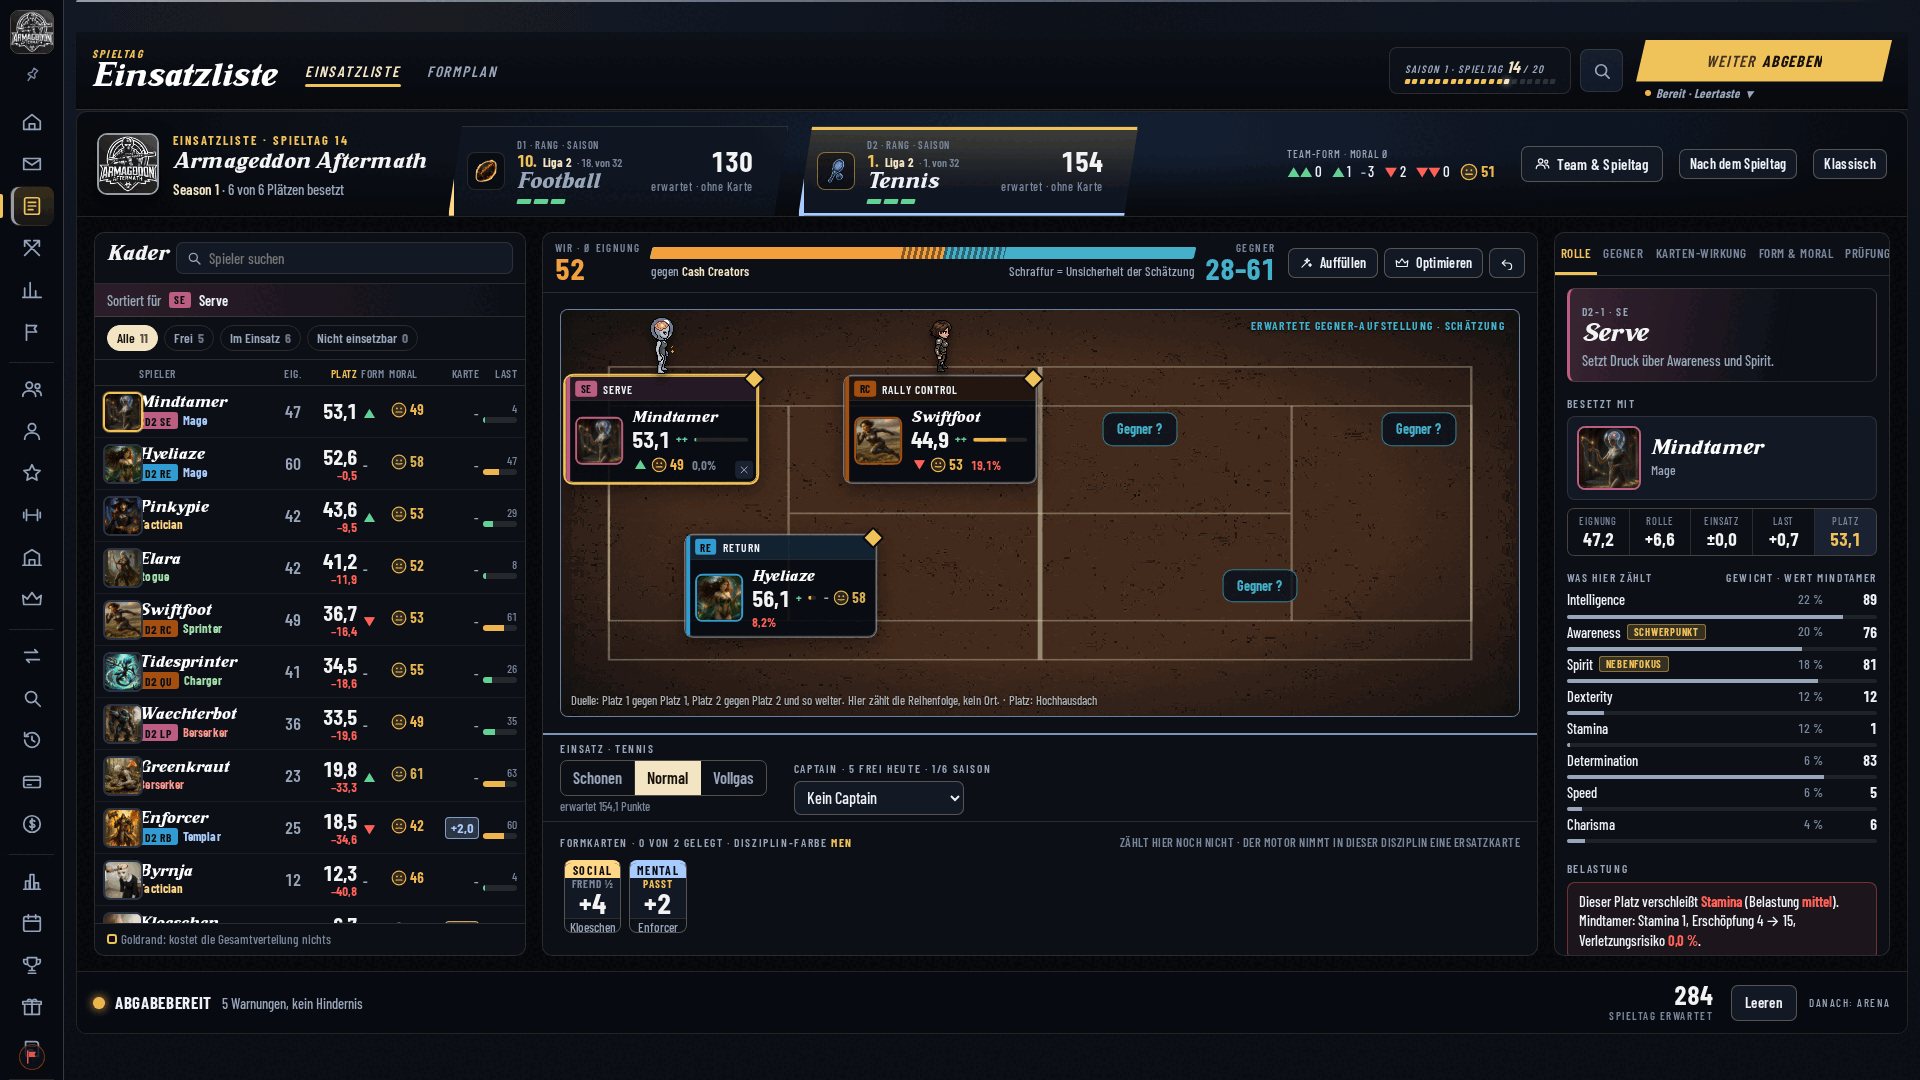 SPIELTAG
Einsatzliste
EINSATZLISTE
FORMPLAN
SAISON 1 · SPIELTAG 14 / 20
WEITER ABGEBEN
Bereit · Leertaste ▼
EINSATZLISTE · SPIELTAG 14
Armageddon Aftermath
Season 1 · 6 von 6 Plätzen besetzt
D1 · RANG · SAISON
10. Liga 2 · 18. von 32
Football
130
erwartet · ohne Karte
D2 · RANG · SAISON
1. Liga 2 · 1. von 32
Tennis
154
erwartet · ohne Karte
TEAM-FORM · MORAL Ø
▲▲ 0 ▲ 1 – 3 ▼ 2 ▼▼ 0 51
Team & Spieltag
Nach dem Spieltag
Klassisch
Kader
Spieler suchen
Sortiert für SE Serve
Alle 11
Frei 5
Im Einsatz 6
Nicht einsetzbar 0
SPIELER EIG. PLATZ FORM MORAL KARTE LAST
Mindtamer 47 53,1 ▲ 49 4
D2 SE Mage
Hyeliaze 60 52,6 – 58 – 47
D2 RE Mage –0,5
Pinkypie 42 43,6 ▲ 53 – 29
Tactician –9,5
Elara 42 41,2 – 52 – 8
Rogue –11,9
Swiftfoot 49 36,7 ▼ 53 – 61
D2 RC Sprinter –16,4
Tidesprinter 41 34,5 – 55 – 26
D2 QU Charger –18,6
Waechterbot 36 33,5 – 49 – 35
D2 LP Berserker –19,6
Greenkraut 23 19,8 ▲ 61 – 63
Berserker –33,3
Enforcer 25 18,5 ▼ 42 +2,0 60
D2 RB Templar –34,6
Byrnja 12 12,3 – 46 – 4
Tactician –40,8
Kloeschen
Goldrand: kostet die Gesamtverteilung nichts
WIR · Ø EIGNUNG
52
gegen Cash Creators
Schraffur = Unsicherheit der Schätzung
GEGNER
28–61
Auffüllen
Optimieren
ERWARTETE GEGNER-AUFSTELLUNG · SCHÄTZUNG
SE SERVE
Mindtamer
53,1 ++
▲ 49 0,0%
RC RALLY CONTROL
Swiftfoot
44,9 ++
▼ 53 19,1%
Gegner ?
Gegner ?
RE RETURN
Hyeliaze
56,1 + – 58
8,2%
Gegner ?
Duelle: Platz 1 gegen Platz 1, Platz 2 gegen Platz 2 und so weiter. Hier zählt die Reihenfolge, kein Ort. · Platz: Hochhausdach
EINSATZ · TENNIS
Schonen
Normal
Vollgas
erwartet 154,1 Punkte
CAPTAIN · 5 FREI HEUTE · 1/6 SAISON
Kein Captain
FORMKARTEN · 0 VON 2 GELEGT · DISZIPLIN-FARBE MEN
ZÄHLT HIER NOCH NICHT · DER MOTOR NIMMT IN DIESER DISZIPLIN EINE ERSATZKARTE
SOCIAL
FREMD ½
+4
Kloeschen
MENTAL
PASST
+2
Enforcer
ROLLE
GEGNER
KARTEN-WIRKUNG
FORM & MORAL
PRÜFUNG
D2-1 · SE
Serve
Setzt Druck über Awareness und Spirit.
BESETZT MIT
Mindtamer
Mage
EIGNUNG ROLLE EINSATZ LAST PLATZ
47,2 +6,6 ±0,0 +0,7 53,1
WAS HIER ZÄHLT GEWICHT · WERT MINDTAMER
Intelligence 22 % 89
Awareness SCHWERPUNKT 20 % 76
Spirit NEBENFOKUS 18 % 81
Dexterity 12 % 12
Stamina 12 % 1
Determination 6 % 83
Speed 6 % 5
Charisma 4 % 6
BELASTUNG
Dieser Platz verschleißt Stamina (Belastung mittel).
Mindtamer: Stamina 1, Erschöpfung 4 → 15,
Verletzungsrisiko 0,0 %.
ABGABEBEREIT
5 Warnungen, kein Hindernis
284
SPIELTAG ERWARTET
Leeren
DANACH: ARENA